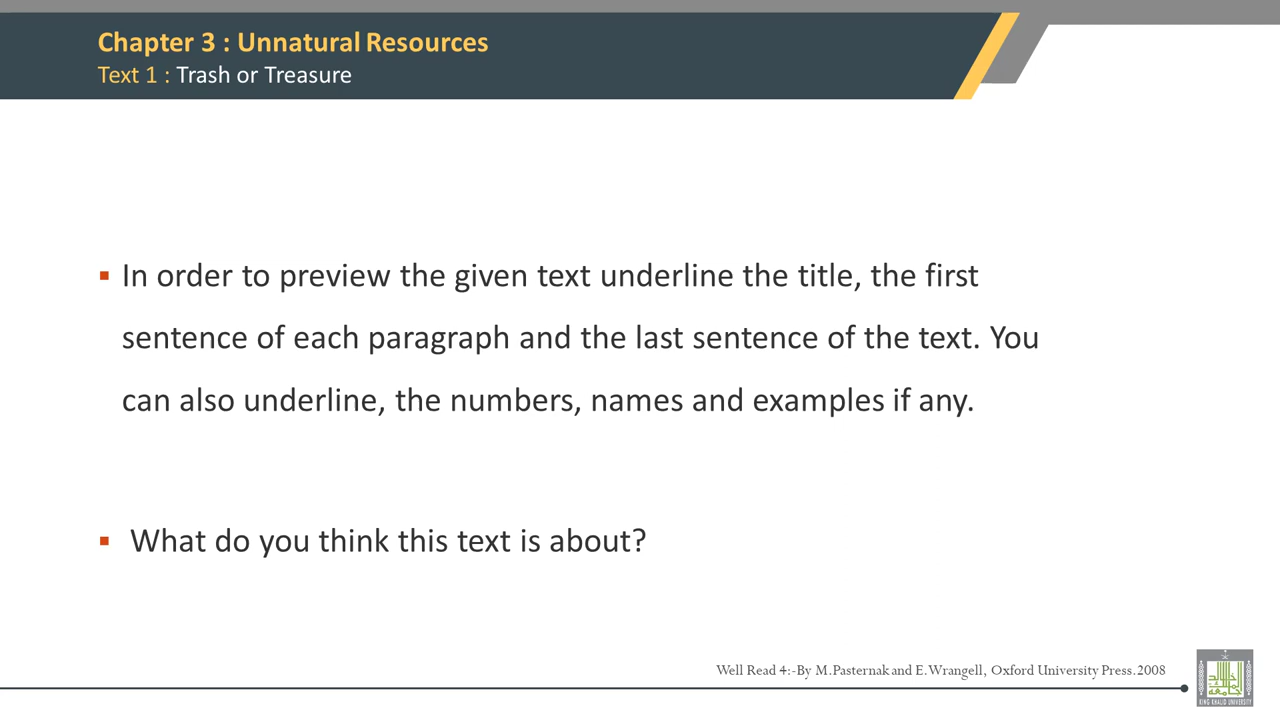 Chapter 3 : Unnatural Resources
Text 1 : Trash or Treasure
▪ In order to preview the given text underline the title, the first
sentence of each paragraph and the last sentence of the text. You
can also underline, the numbers, names and examples if any.
▪ What do you think this text is about?
Well Read 4:-By M.Pasternak and E.Wrangell, Oxford University Press.2008
KING KHALID UNIVERSITY